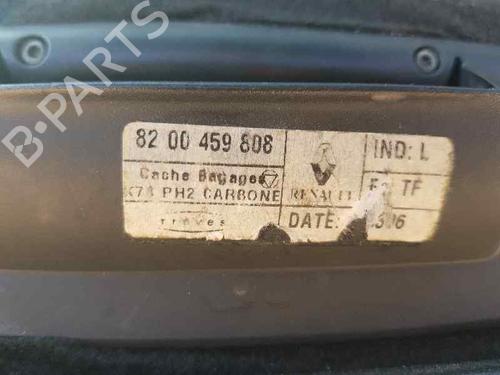 82 00 459 808
Cache Bagages
K74 PH2 CARBONE
treves
RENAULT
IND: L
TF
DATE:
B-PARTS